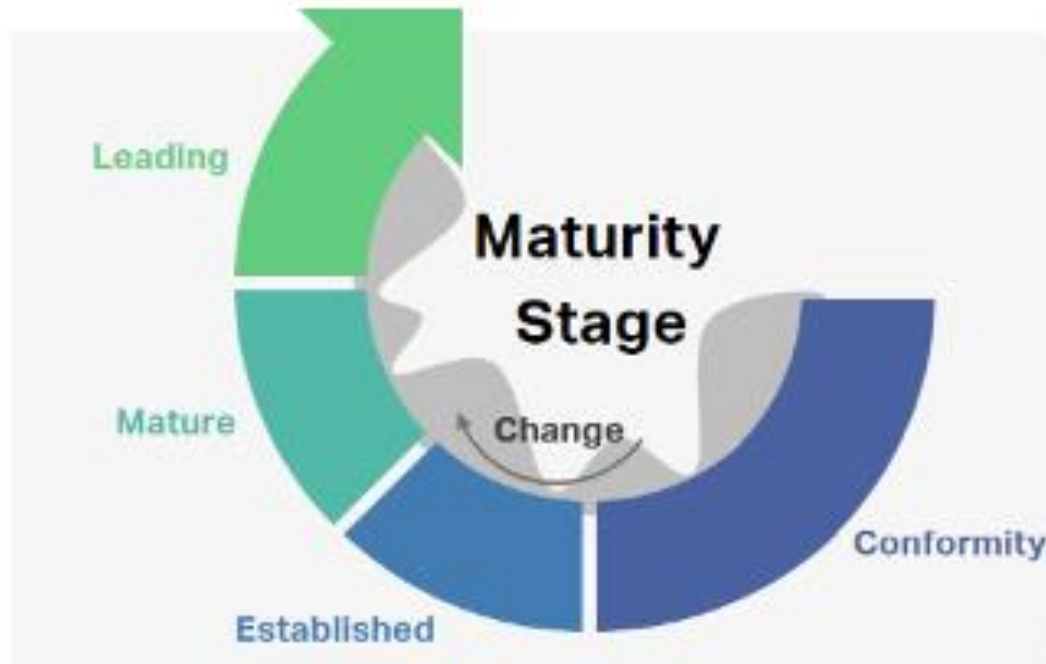 Leading
Maturity
Stage
Mature
Change
Conformity
Established